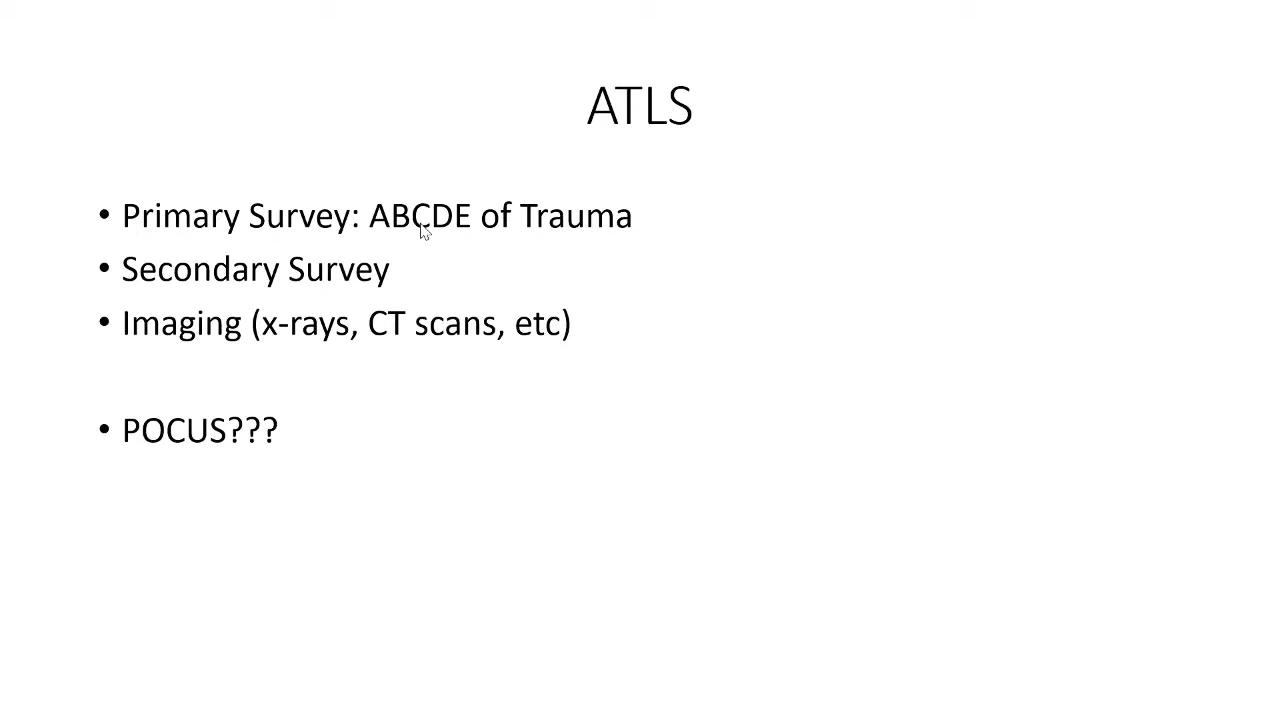 ATLS
• Primary Survey: ABCDE of Trauma
• Secondary Survey
• Imaging (x-rays, CT scans, etc)
• POCUS???